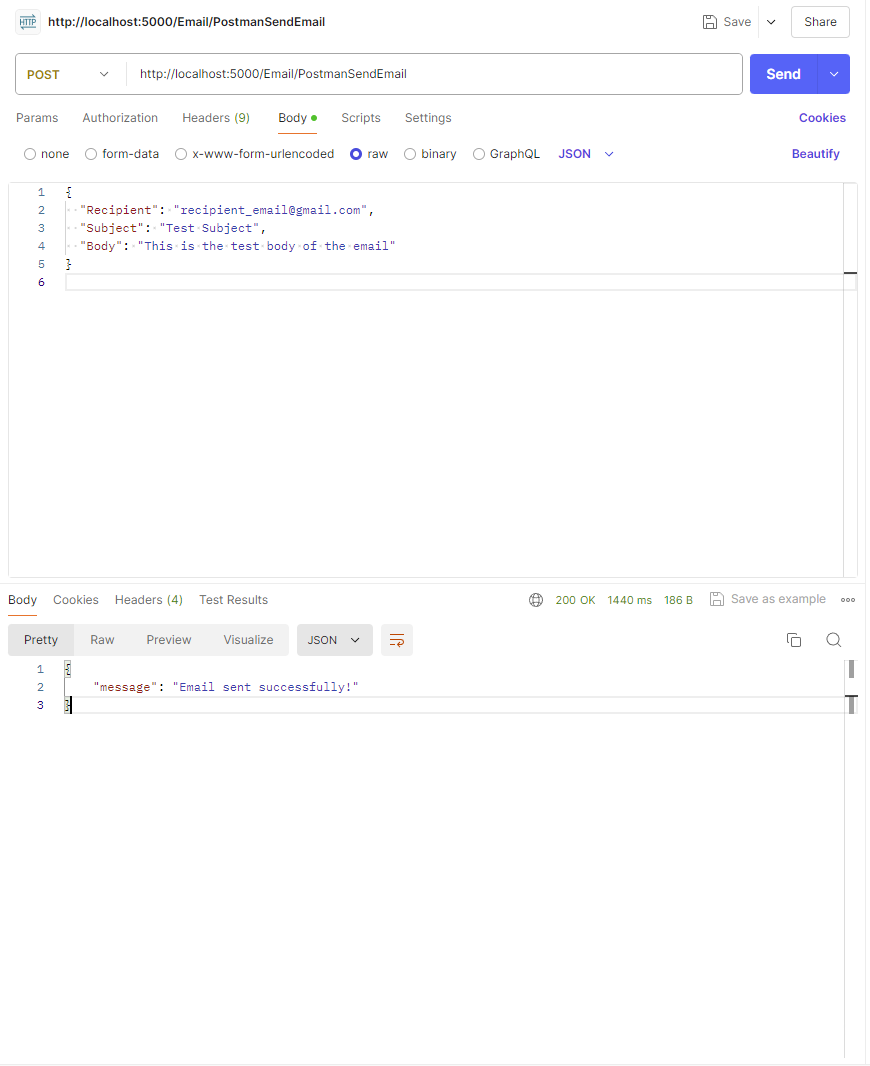 HTTP http://localhost:5000/Email/PostmanSendEmail Save Share
POST http://localhost:5000/Email/PostmanSendEmail Send
Params Authorization Headers (9) Body Scripts Settings Cookies
none form-data x-www-form-urlencoded raw binary GraphQL JSON Beautify
1 {
2 "Recipient": "recipient_email@gmail.com",
3 "Subject": "Test Subject",
4 "Body": "This is the test body of the email"
5 }
6
Body Cookies Headers (4) Test Results 200 OK 1440 ms 186 B Save as example
Pretty Raw Preview Visualize JSON
1 {
2 "message": "Email sent successfully!"
3 }